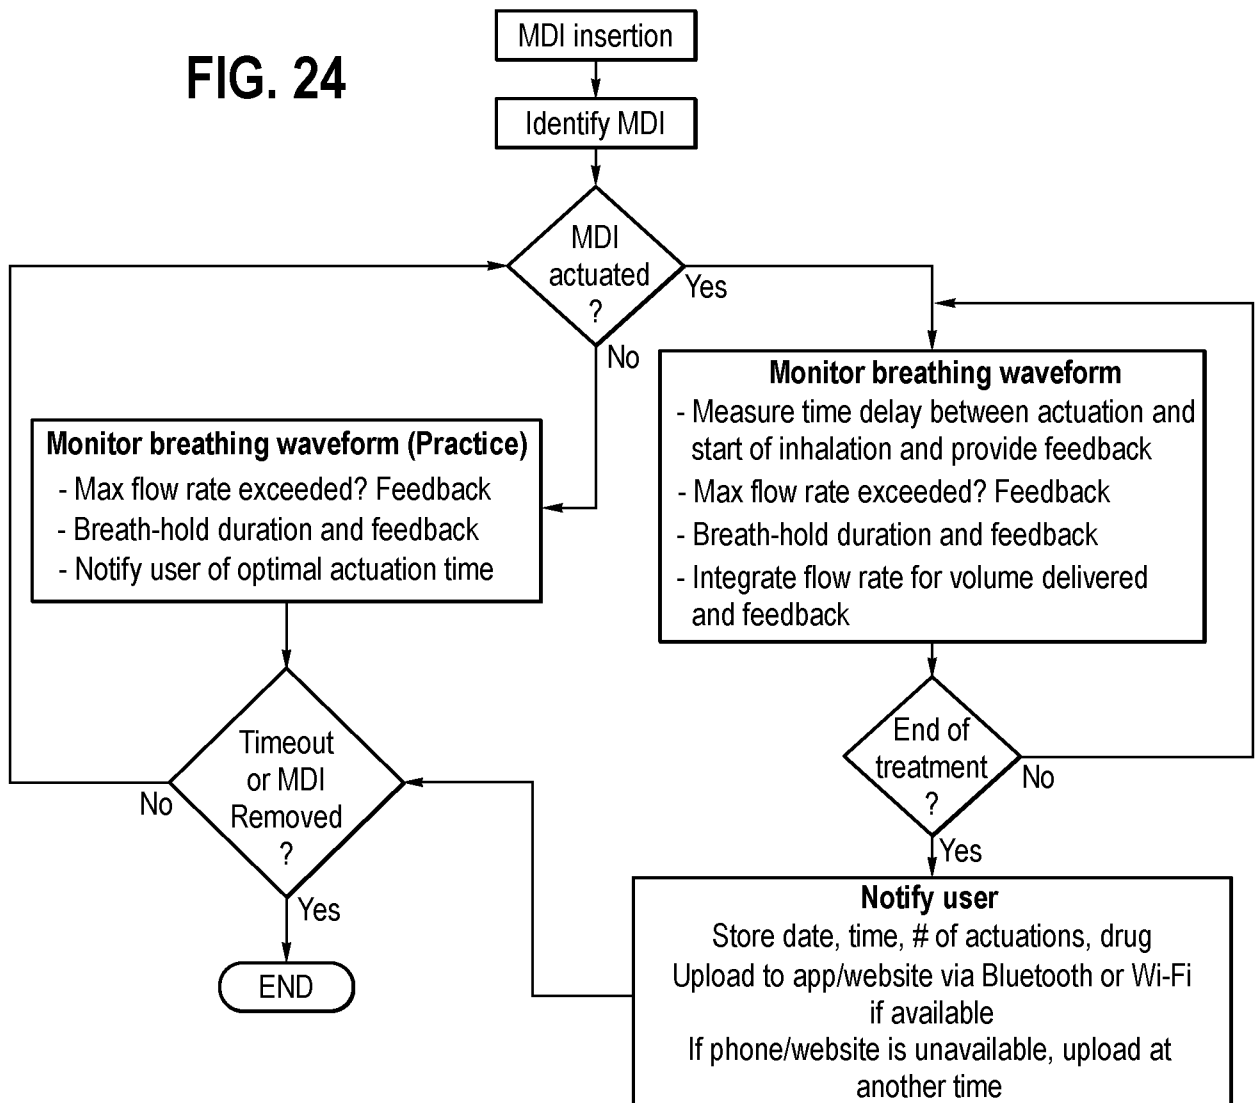 FIG. 24
MDI insertion
Identify MDI
MDI
actuated
?
Yes
No
Monitor breathing waveform (Practice)
- Max flow rate exceeded? Feedback
- Breath-hold duration and feedback
- Notify user of optimal actuation time
Monitor breathing waveform
- Measure time delay between actuation and
start of inhalation and provide feedback
- Max flow rate exceeded? Feedback
- Breath-hold duration and feedback
- Integrate flow rate for volume delivered
and feedback
Timeout
or MDI
Removed
?
No
Yes
END
End of
treatment
?
No
Yes
Notify user
Store date, time, # of actuations, drug
Upload to app/website via Bluetooth or Wi-Fi
if available
If phone/website is unavailable, upload at
another time